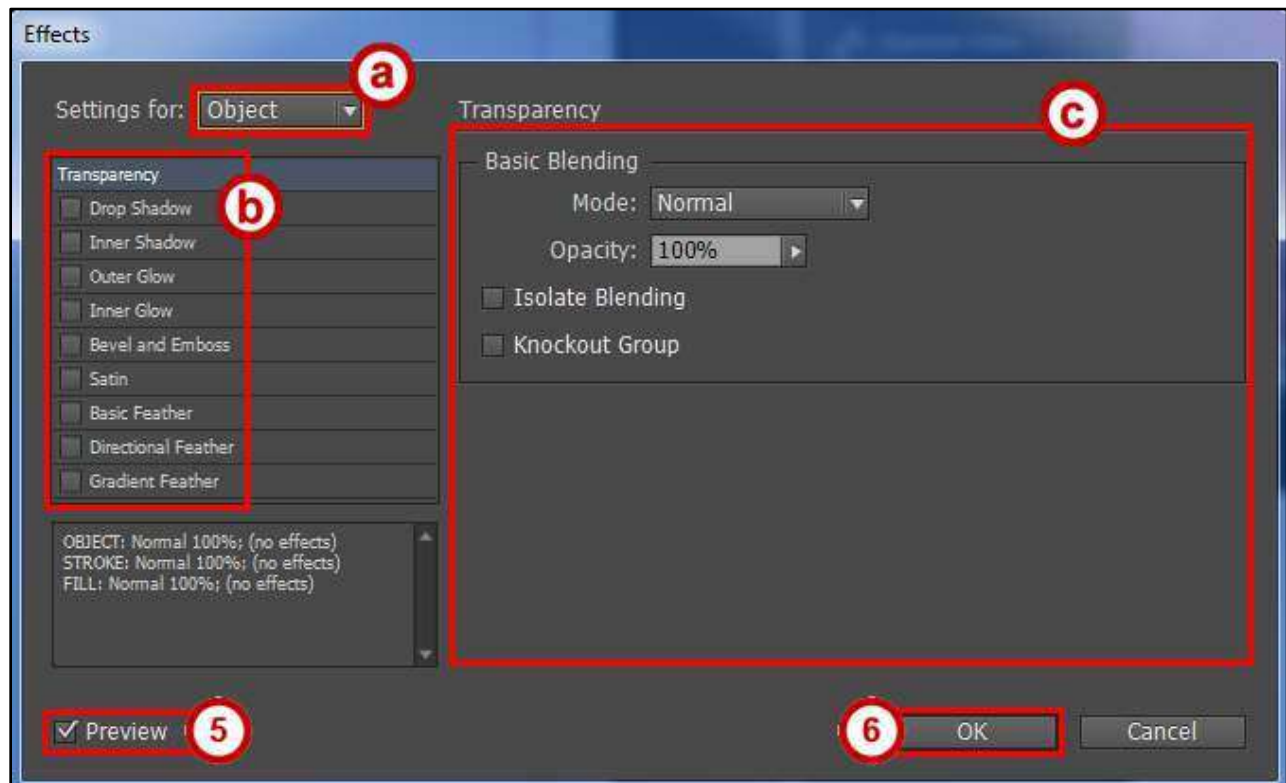 Effects
a
Settings for: Object
Transparency
c
Transparency
b
Drop Shadow
Inner Shadow
Outer Glow
Inner Glow
Bevel and Emboss
Satin
Basic Feather
Directional Feather
Gradient Feather
Basic Blending
Mode: Normal
Opacity: 100%
Isolate Blending
Knockout Group
OBJECT: Normal 100%; (no effects)
STROKE: Normal 100%; (no effects)
FILL: Normal 100%; (no effects)
Preview 5
6 OK Cancel